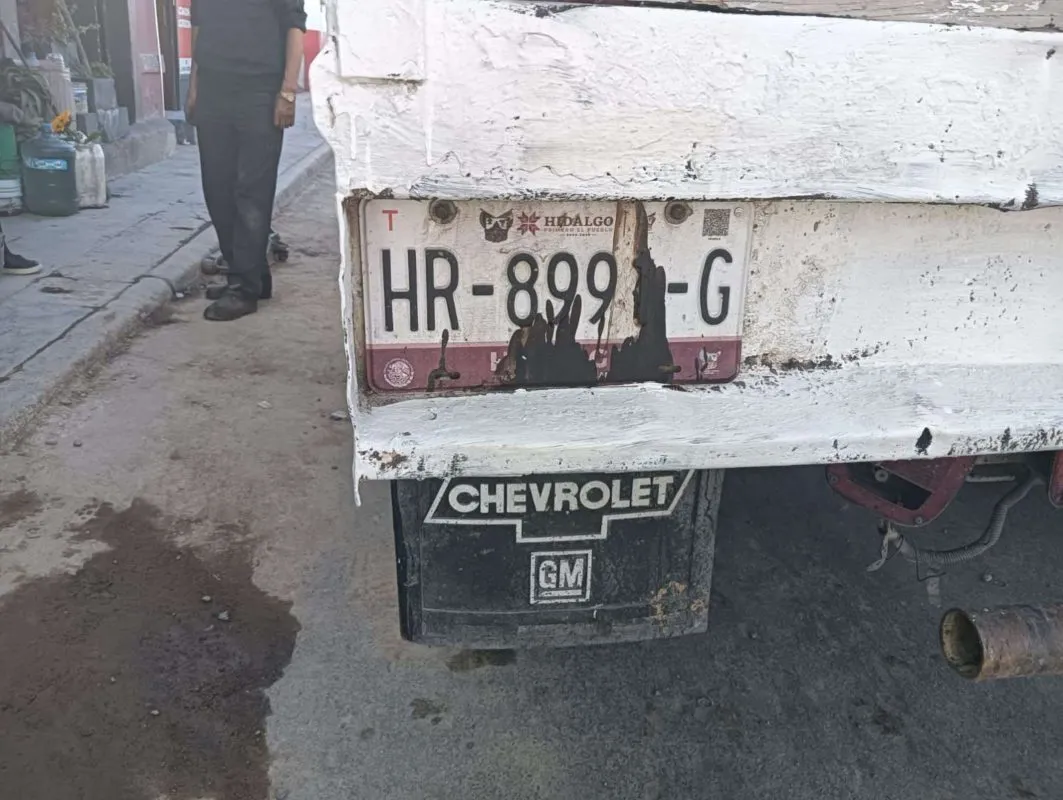 T
HIDALGO
PRIMERO EL PUEBLO
HR-899 -G
CHEVROLET
GM